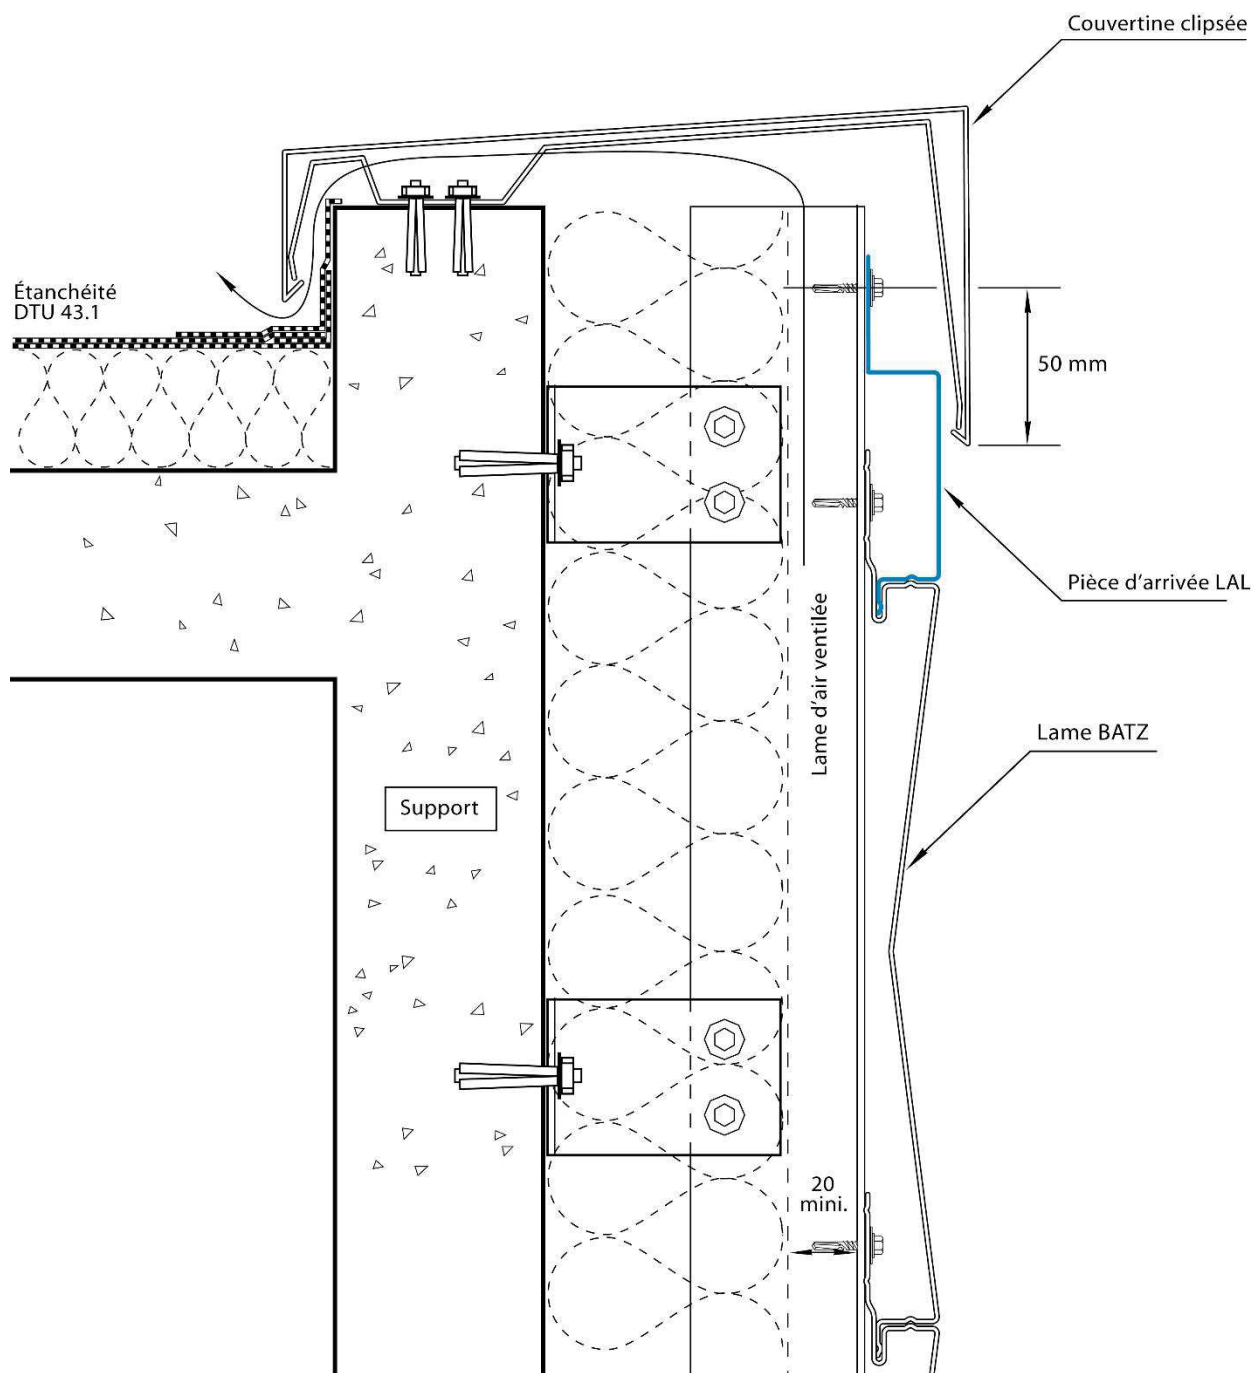 Couvertine clipsée
Étanchéité
DTU 43.1
50 mm
Pièce d'arrivée LAL
Lame d'air ventilée
Lame BATZ
Support
20
mini.